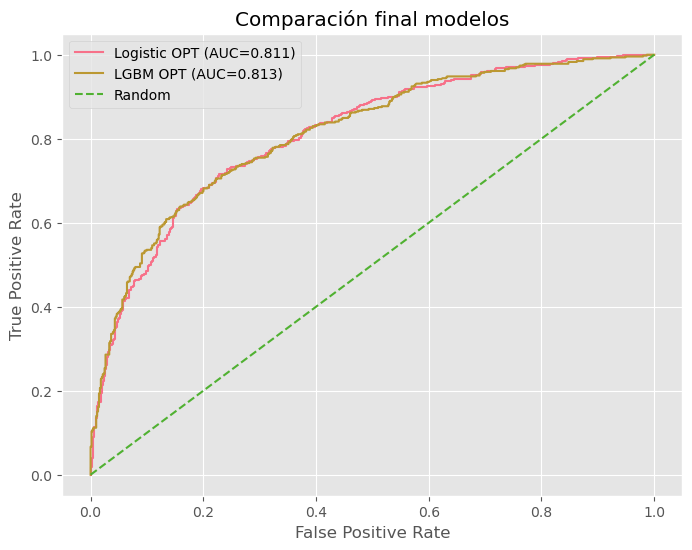 Comparación final modelos
Logistic OPT (AUC=0.811)
LGBM OPT (AUC=0.813)
Random
True Positive Rate
1.0
0.8
0.6
0.4
0.2
0.0
0.0 0.2 0.4 0.6 0.8 1.0
False Positive Rate